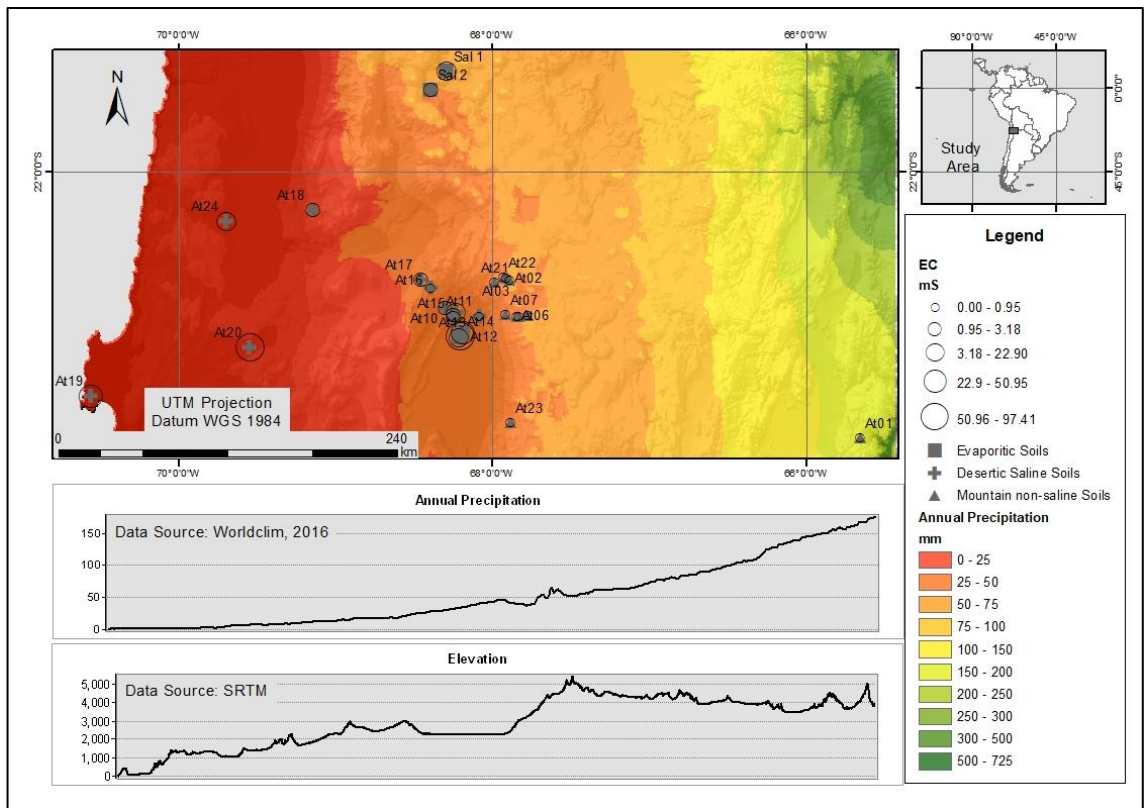 70°0'0"W 68°0'0"W 66°0'0"W
90°0'0"W 45°0'0"W
N
Sal 1
Sal 2
0°0'0"
22°0'0"S
22°0'0"S
Study
Area
45°0'0"S
At24
At18
At17
At16
At21
At22
At02
Al03
At15
At11
At07
At10
At14
At06
At12
At20
At19
At23
At01
UTM Projection
Datum WGS 1984
0 240
km
70°0'0"W 68°0'0"W 66°0'0"W
Legend
EC
mS
0.00 - 0.95
0.95 - 3.18
3.18 - 22.90
22.9 - 50.95
50.96 - 97.41
Evaporitic Soils
Desertic Saline Soils
Mountain non-saline Soils
Annual Precipitation
mm
0 - 25
25 - 50
50 - 75
75 - 100
100 - 150
150 - 200
200 - 250
250 - 300
300 - 500
500 - 725
Annual Precipitation
Data Source: Worldclim, 2016
150
100
50
0
Elevation
Data Source: SRTM
5,000
4,000
3,000
2,000
1,000
0